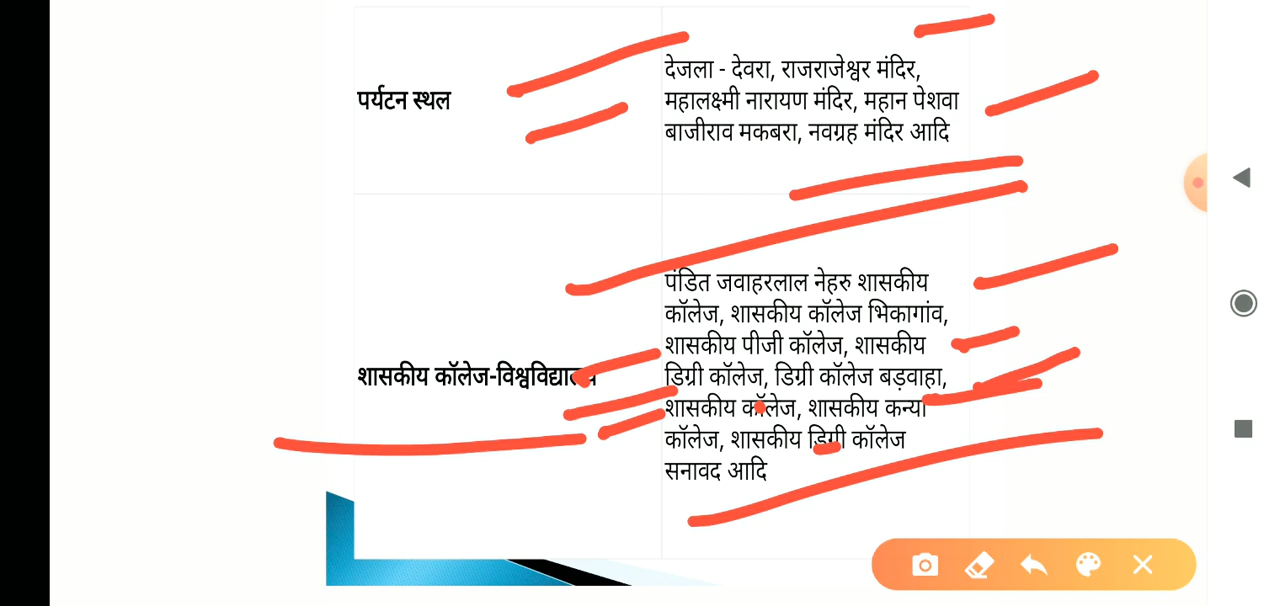 पर्यटन स्थल
देजला - देवरा, राजराजेश्वर मंदिर,
महालक्ष्मी नारायण मंदिर, महान पेशवा
बाजीराव मकबरा, नवग्रह मंदिर आदि
शासकीय कॉलेज-विश्वविद्यालय
पंडित जवाहरलाल नेहरु शासकीय
कॉलेज, शासकीय कॉलेज भिकागांव,
शासकीय पीजी कॉलेज, शासकीय
डिग्री कॉलेज, डिग्री कॉलेज बड़वाहा,
शासकीय कॉलेज, शासकीय कन्या
कॉलेज, शासकीय डिग्री कॉलेज
सनावद आदि